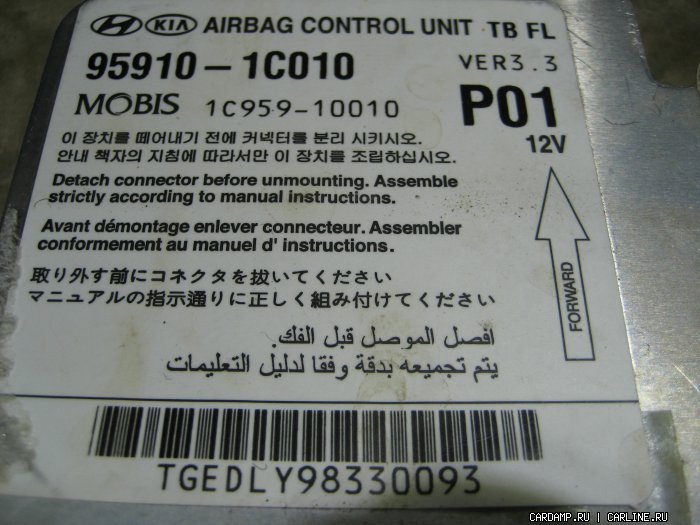 KIA AIRBAG CONTROL UNIT TB FL
95910-1C010 VER3.3
MOBIS 1C959-10010 P01
12V
이 장치를 떼어내기 전에 커넥터를 분리 시키시오.
안내 책자의 지침에 따라서만 이 장치를 조립하십시오.
Detach connector before unmounting. Assemble
strictly according to manual instructions.
Avant démontage enlever connecteur. Assembler
conformement au manuel d' instructions.
FORWARD
取り外す前にコネクタを抜いてください
マニュアルの指示通りに正しく組み付けてください
افصل الموصل قبل الفك.
يتم تجميعه بدقة وفقا لدليل التعليمات
TGEDLY98330093
CARDAMP.RU | CARLINE.RU